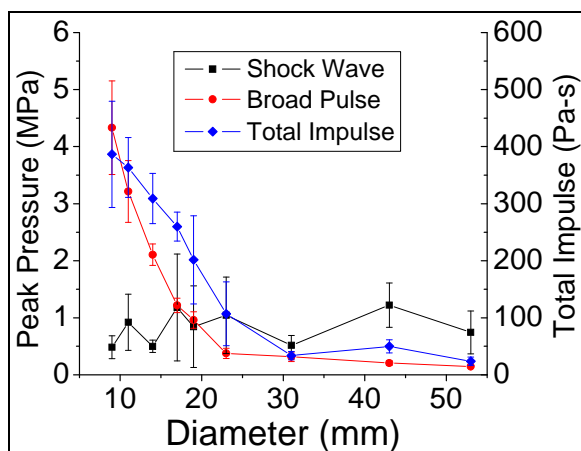 6
5
4
3
2
1
0
Peak Pressure (MPa)
600
500
400
300
200
100
0
Total Impulse (Pa-s)
Shock Wave
Broad Pulse
Total Impulse
10 20 30 40 50
Diameter (mm)